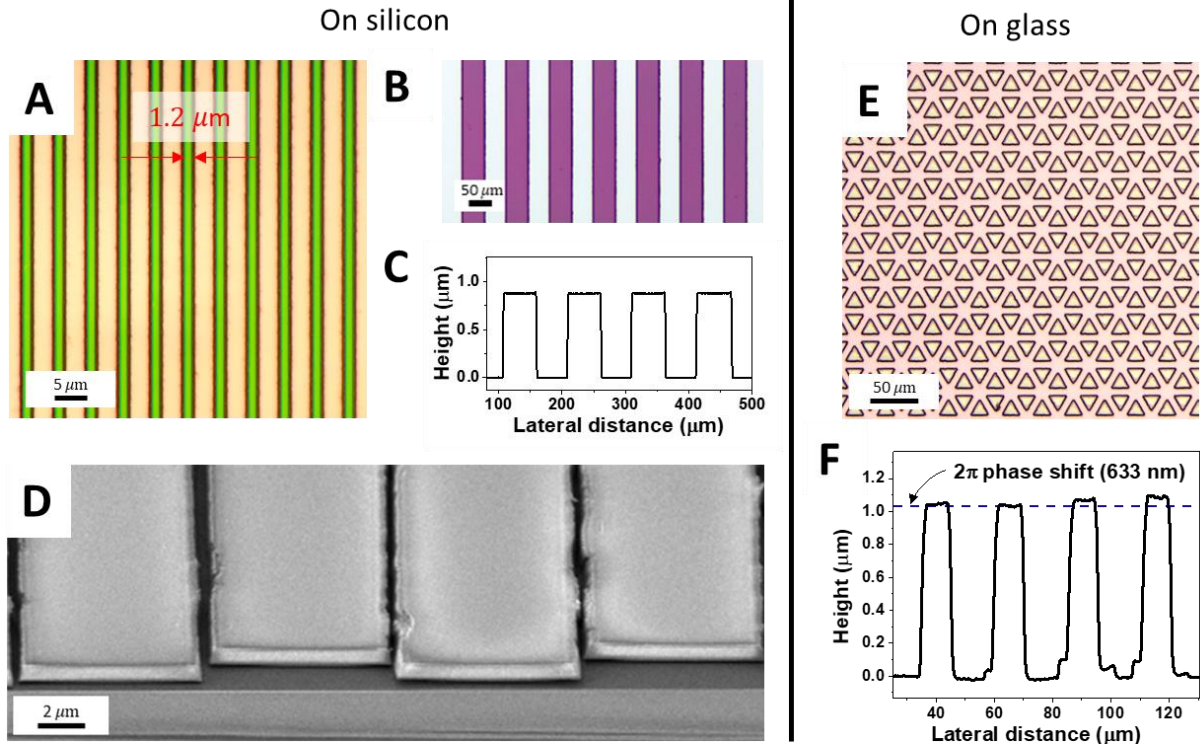 On silicon
On glass
A
1.2 μm
5 μm
B
50 μm
C
Height (μm)
1.0
0.5
0.0
100 200 300 400 500
Lateral distance (μm)
D
2 μm
E
50 μm
F
2π phase shift (633 nm)
Height (μm)
1.2
1.0
0.8
0.6
0.4
0.2
0.0
40 60 80 100 120
Lateral distance (μm)